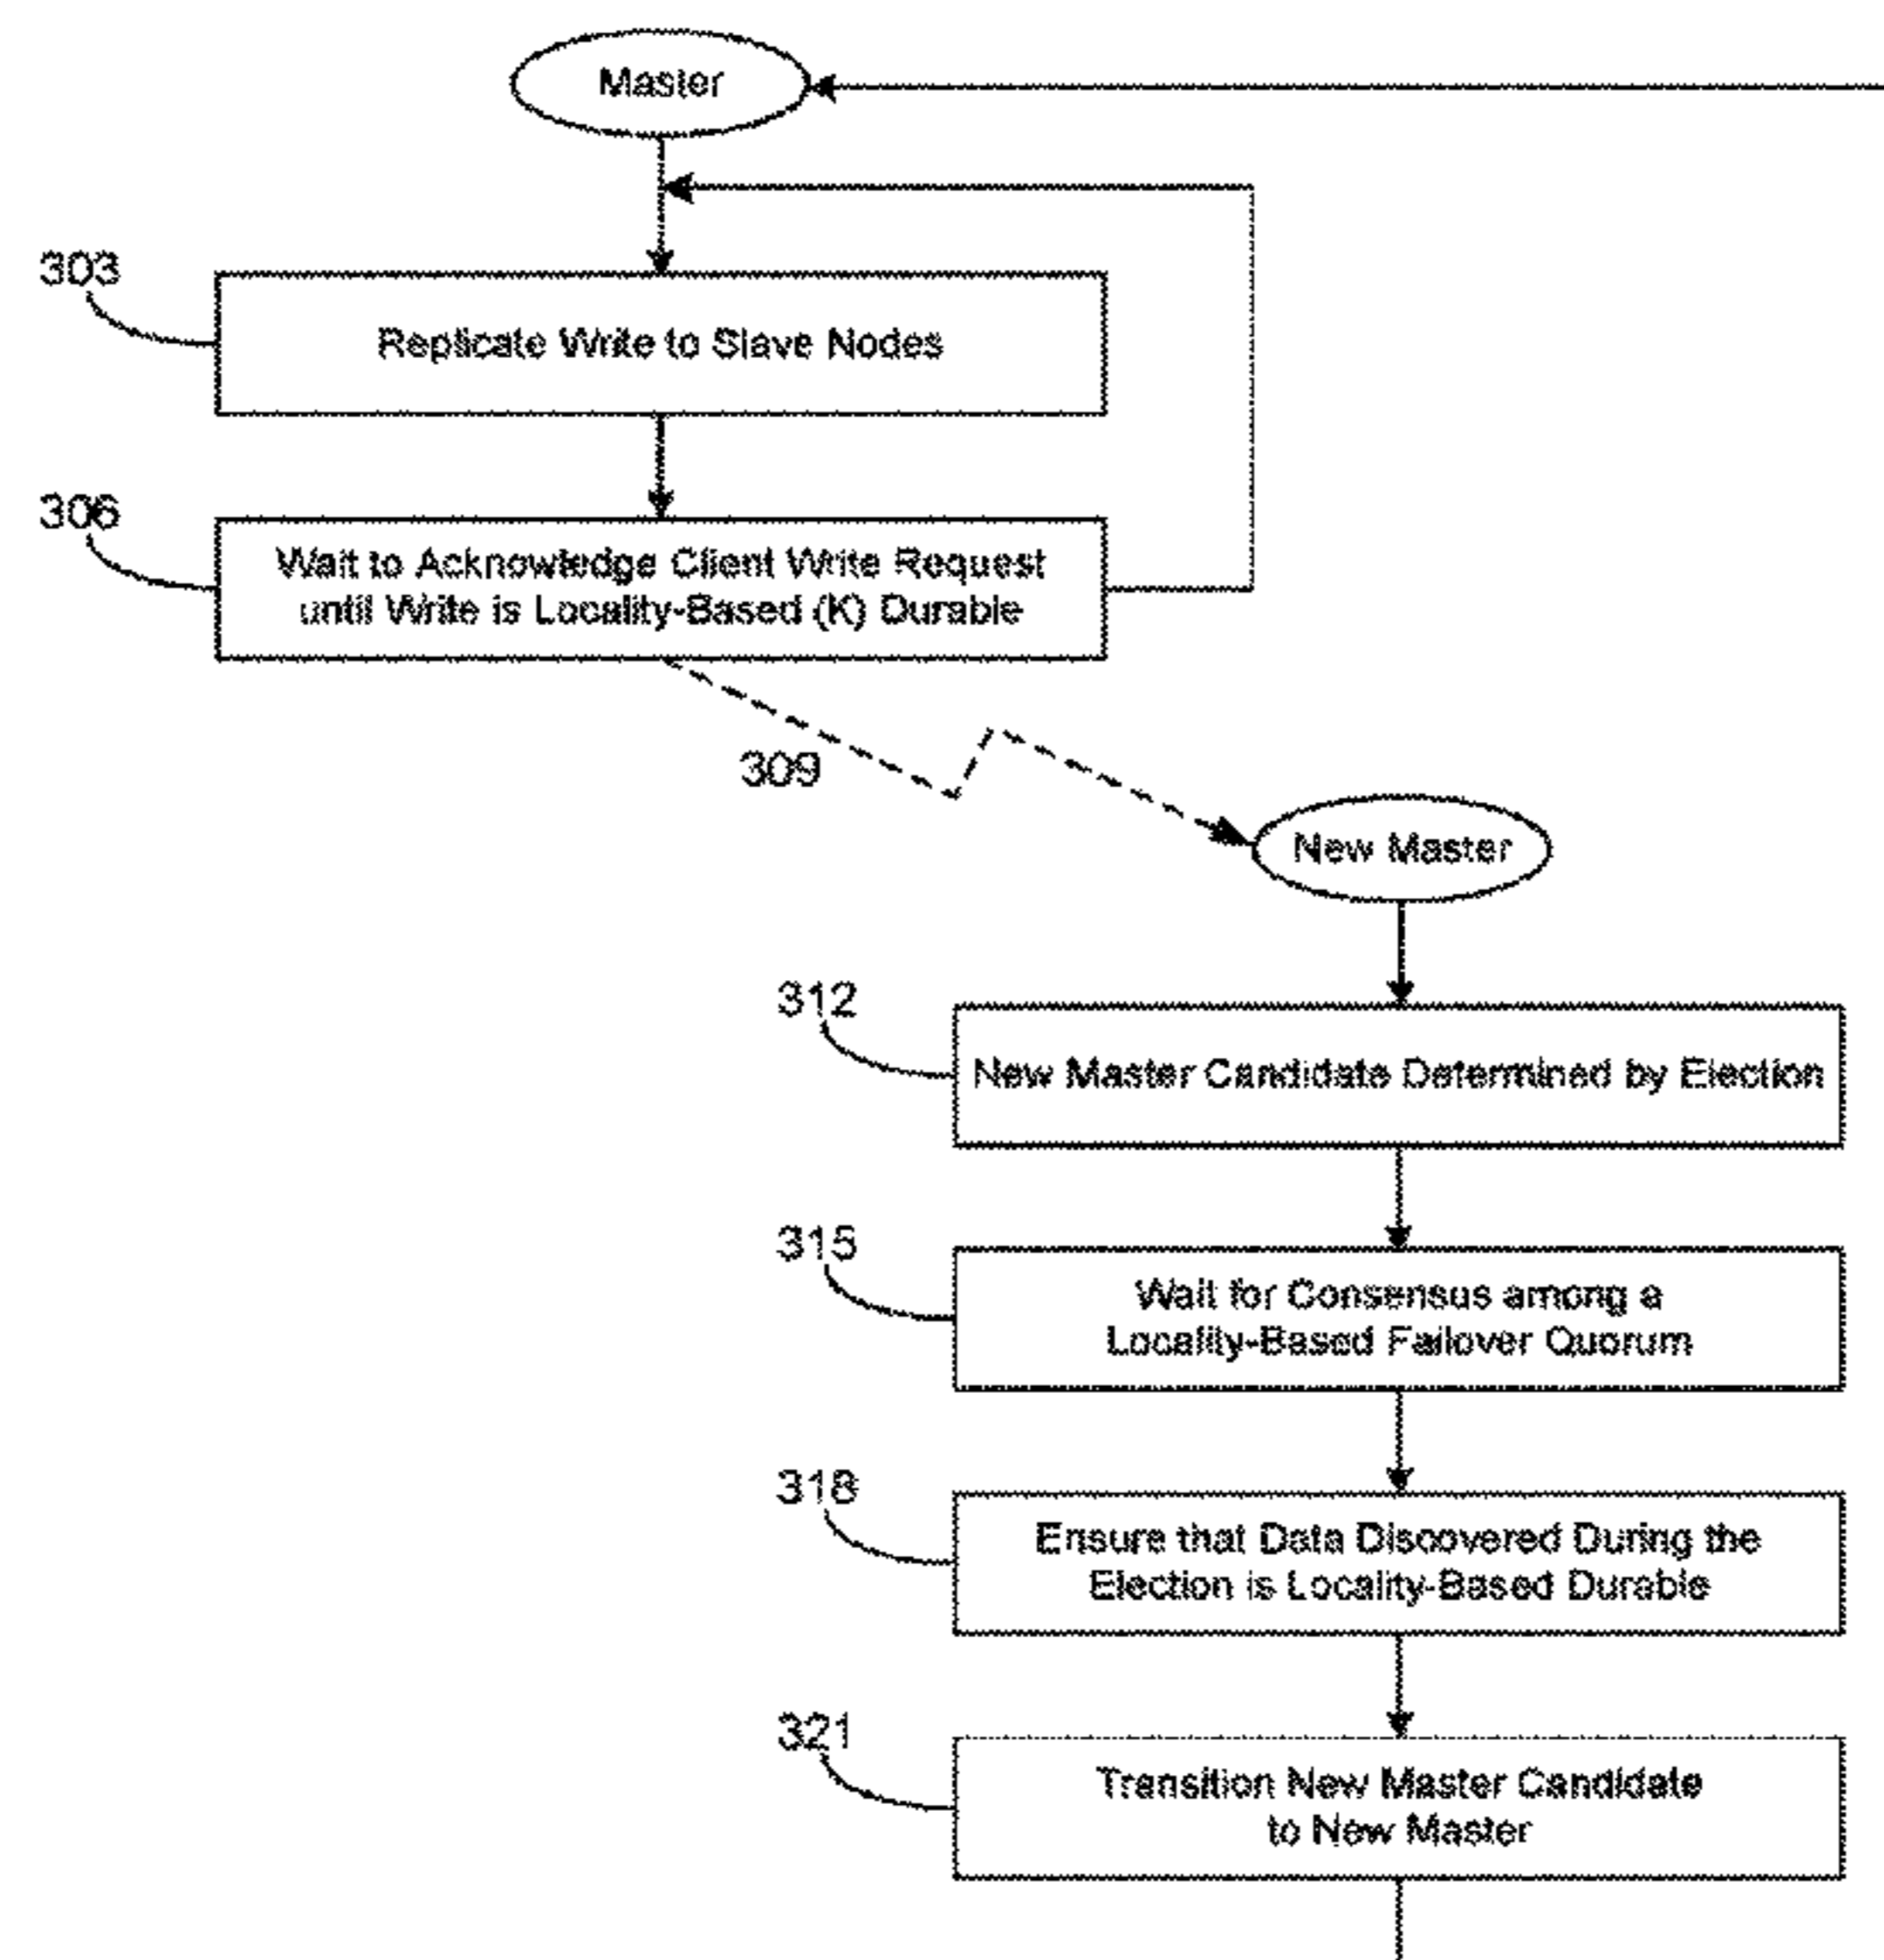 Master
303
Replicate Write to Slave Nodes
306
Wait to Acknowledge Client Write Request
until Write is Locality-Based (K) Durable
309
New Master
312
New Master Candidate Determined by Election
315
Wait for Consensus among a
Locality-Based Failover Quorum
318
Ensure that Data Discovered During the
Election is Locality-Based Durable
321
Transition New Master Candidate
to New Master